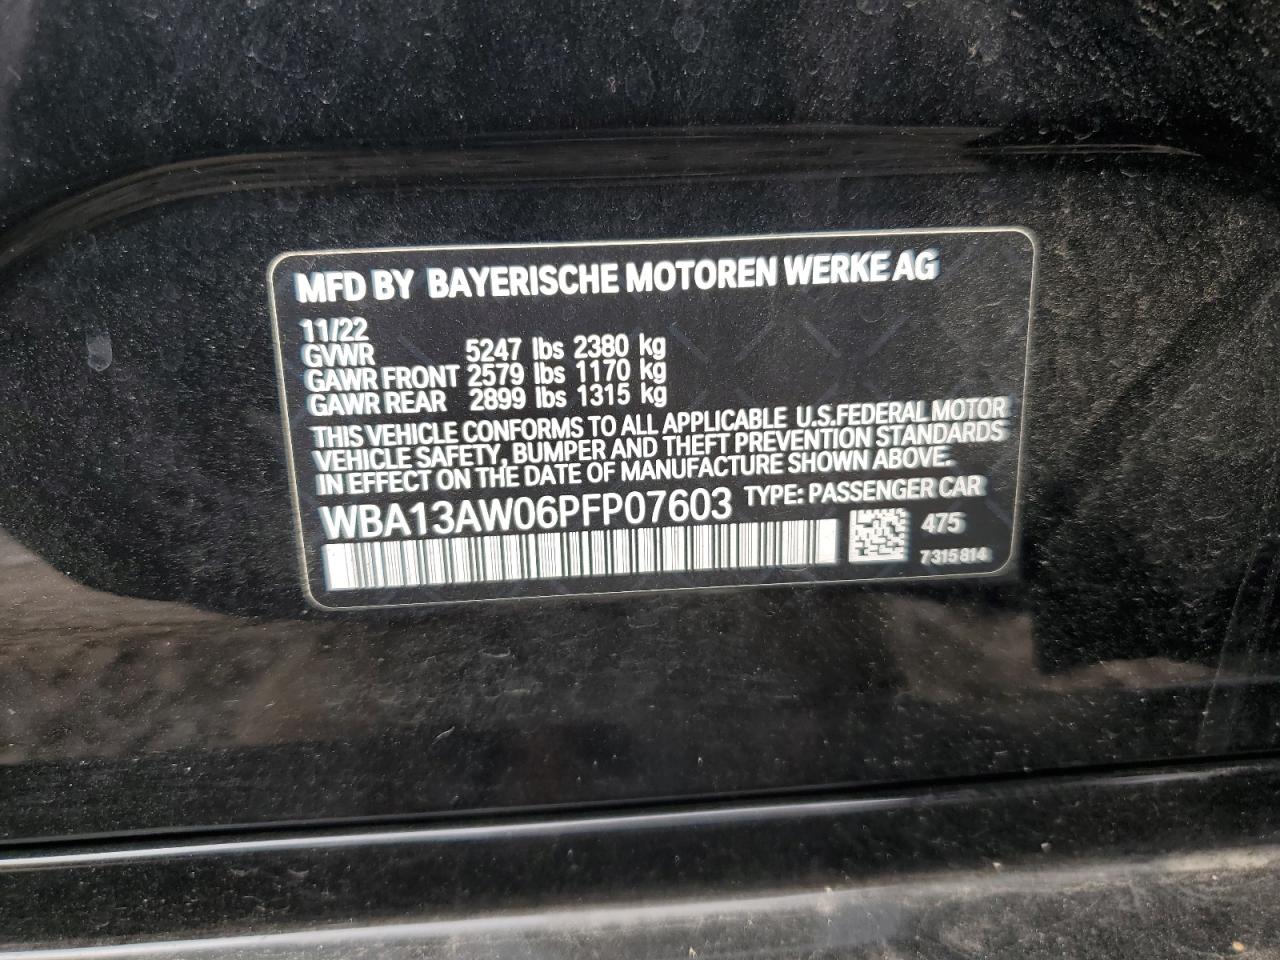 MFD BY BAYERISCHE MOTOREN WERKE AG
11/22
GVWR 5247 lbs 2380 kg
GAWR FRONT 2579 lbs 1170 kg
GAWR REAR 2899 lbs 1315 kg
THIS VEHICLE CONFORMS TO ALL APPLICABLE U.S.FEDERAL MOTOR
VEHICLE SAFETY, BUMPER AND THEFT PREVENTION STANDARDS
IN EFFECT ON THE DATE OF MANUFACTURE SHOWN ABOVE.
WBA13AW06PFP07603 TYPE: PASSENGER CAR
475
7315814